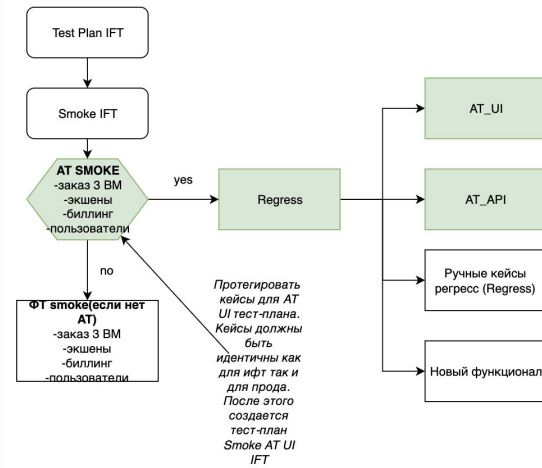 Test Plan IFT
Smoke IFT
AT SMOKE
-заказ 3 ВМ
-экшены
-биллинг
-пользователи
yes
Regress
AT_UI
AT_API
Ручные кейсы
регресс (Regress)
Новый функционал
no
ФТ smoke(если нет
АТ)
-заказ 3 ВМ
-экшены
-биллинг
-пользователи
Протегировать
кейсы для АТ
UI тест-плана.
Кейсы должны
быть
идентичны как
для ифт так и
для прода.
После этого
создается
тест-план
Smoke AT UI
IFT